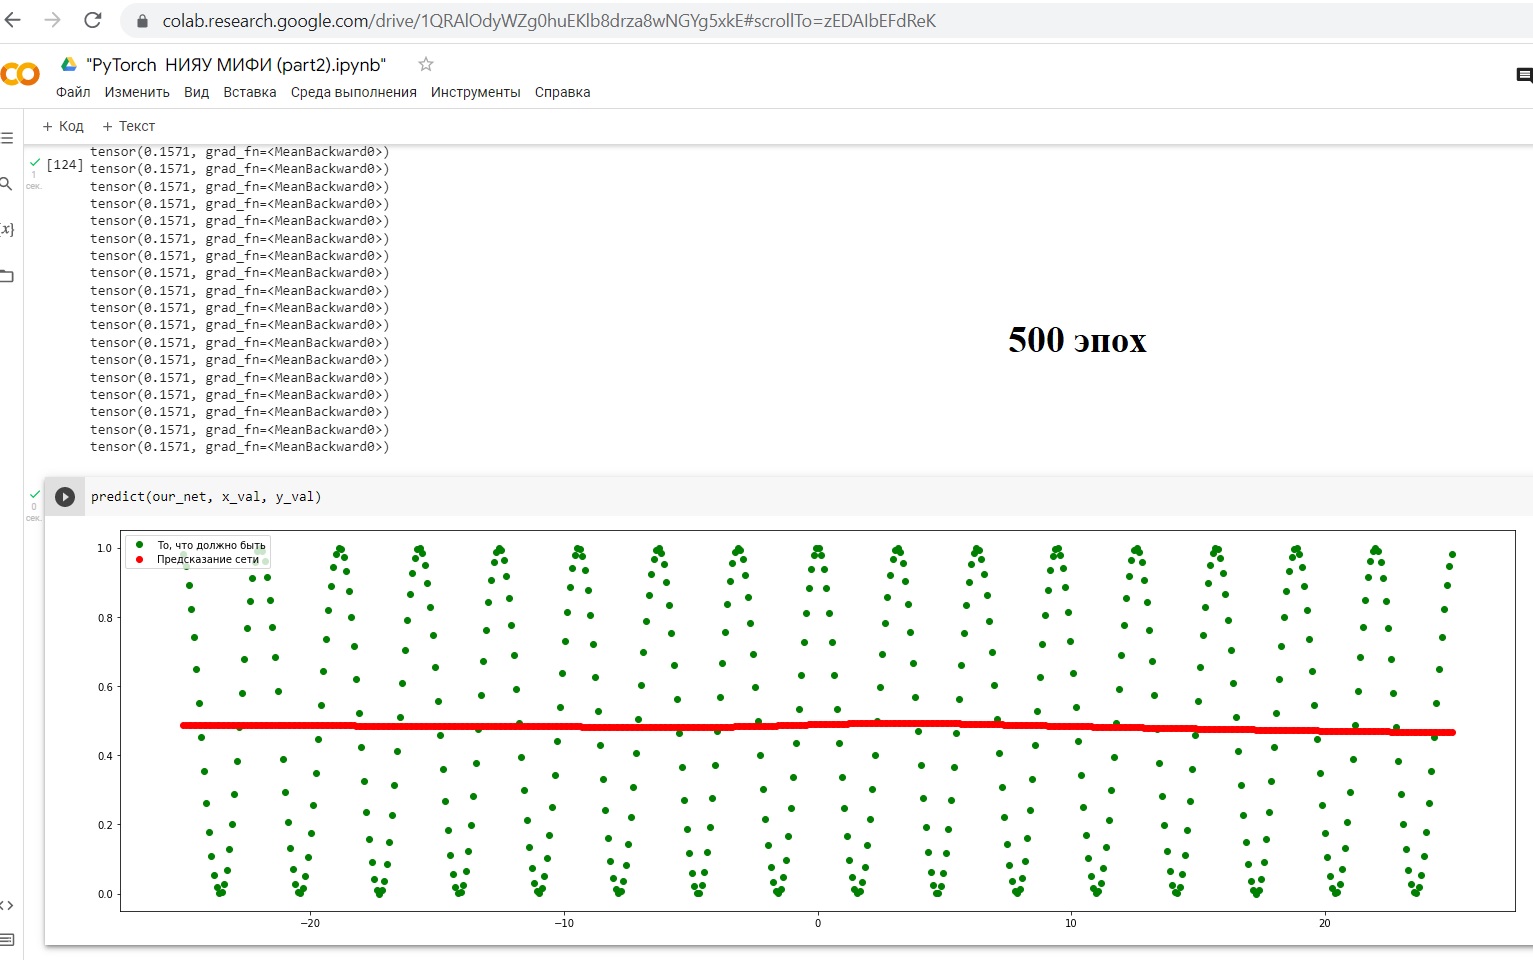 colab.research.google.com/drive/1QRAlOdyWZg0huEKlb8drza8wNGYg5xkE#scrollTo=zEDAIbEFdReK
"PyTorch НИЯУ МИФИ (part2).ipynb"
Файл Изменить Вид Вставка Среда выполнения Инструменты Справка
+ Код + Текст
tensor(0.1571, grad_fn=<MeanBackward0>)
[124] tensor(0.1571, grad_fn=<MeanBackward0>)
1
сек. tensor(0.1571, grad_fn=<MeanBackward0>)
tensor(0.1571, grad_fn=<MeanBackward0>)
tensor(0.1571, grad_fn=<MeanBackward0>)
{x} tensor(0.1571, grad_fn=<MeanBackward0>)
tensor(0.1571, grad_fn=<MeanBackward0>)
tensor(0.1571, grad_fn=<MeanBackward0>)
tensor(0.1571, grad_fn=<MeanBackward0>)
tensor(0.1571, grad_fn=<MeanBackward0>)
tensor(0.1571, grad_fn=<MeanBackward0>)
tensor(0.1571, grad_fn=<MeanBackward0>)
500 эпох
tensor(0.1571, grad_fn=<MeanBackward0>)
tensor(0.1571, grad_fn=<MeanBackward0>)
tensor(0.1571, grad_fn=<MeanBackward0>)
tensor(0.1571, grad_fn=<MeanBackward0>)
tensor(0.1571, grad_fn=<MeanBackward0>)
tensor(0.1571, grad_fn=<MeanBackward0>)
predict(our_net, x_val, y_val)
0
сек.
То, что должно быть
Предсказание сети
1.0
0.8
0.6
0.4
0.2
0.0
−20 −10 0 10 20